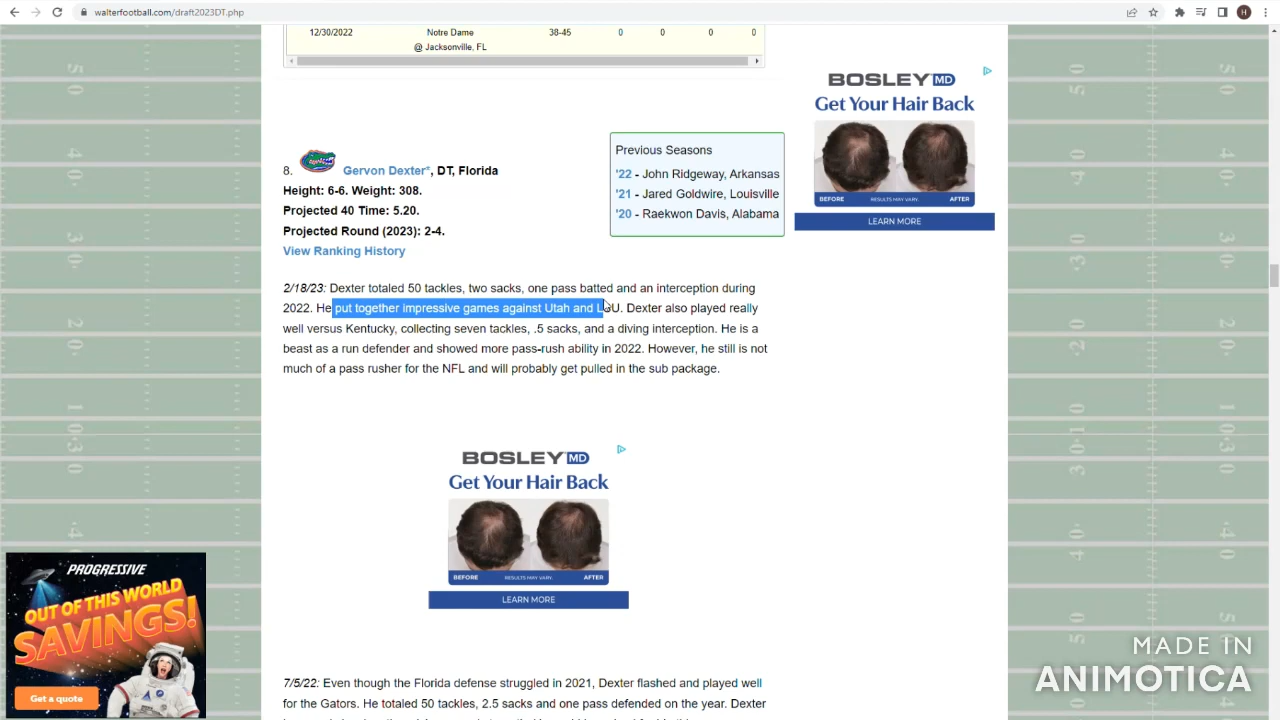 walterfootball.com/draft2023DT.php
H
12/30/2022 Notre Dame 38-45 0 0 0 0
@ Jacksonville, FL
BOSLEY MD
Get Your Hair Back
BEFORE RESULTS MAY VARY. AFTER
LEARN MORE
Previous Seasons
'22 - John Ridgeway, Arkansas
'21 - Jared Goldwire, Louisville
'20 - Raekwon Davis, Alabama
8. Gervon Dexter*, DT, Florida
Height: 6-6. Weight: 308.
Projected 40 Time: 5.20.
Projected Round (2023): 2-4.
View Ranking History
2/18/23: Dexter totaled 50 tackles, two sacks, one pass batted and an interception during
2022. He put together impressive games against Utah and LSU. Dexter also played really
well versus Kentucky, collecting seven tackles, .5 sacks, and a diving interception. He is a
beast as a run defender and showed more pass-rush ability in 2022. However, he still is not
much of a pass rusher for the NFL and will probably get pulled in the sub package.
BOSLEY MD
Get Your Hair Back
BEFORE RESULTS MAY VARY. AFTER
LEARN MORE
PROGRESSIVE
OUT OF THIS WORLD
SAVINGS!
Get a quote
7/5/22: Even though the Florida defense struggled in 2021, Dexter flashed and played well
for the Gators. He totaled 50 tackles, 2.5 sacks and one pass defended on the year. Dexter
MADE IN
ANIMOTICA